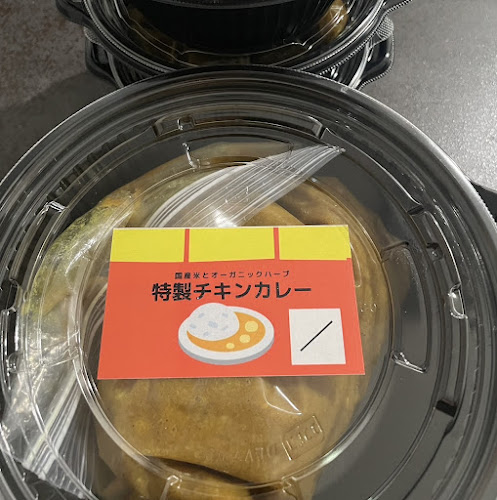 国産米とオーガニックハーブ
特製チキンカレー
／